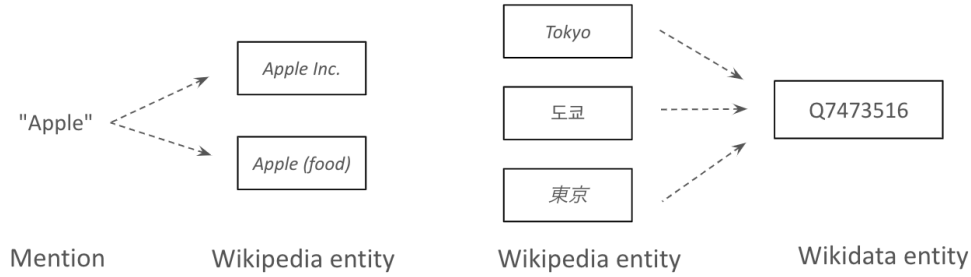 "Apple"
Apple Inc.
Apple (food)
Tokyo
도쿄
東京
Q7473516
Mention
Wikipedia entity
Wikipedia entity
Wikidata entity